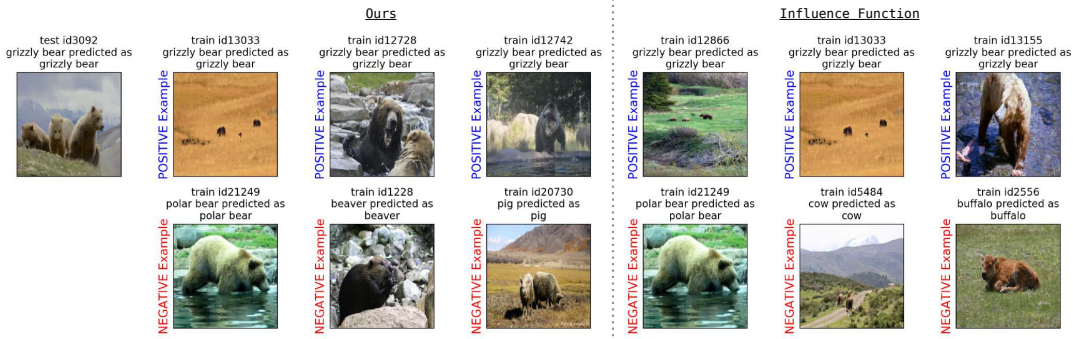 Ours
Influence Function
test id3092
grizzly bear predicted as
grizzly bear
train id13033
grizzly bear predicted as
grizzly bear
train id12728
grizzly bear predicted as
grizzly bear
train id12742
grizzly bear predicted as
grizzly bear
train id12866
grizzly bear predicted as
grizzly bear
train id13033
grizzly bear predicted as
grizzly bear
train id13155
grizzly bear predicted as
grizzly bear
POSITIVE Example
POSITIVE Example
POSITIVE Example
POSITIVE Example
POSITIVE Example
POSITIVE Example
train id21249
polar bear predicted as
polar bear
train id1228
beaver predicted as
beaver
train id20730
pig predicted as
pig
train id21249
polar bear predicted as
polar bear
train id5484
cow predicted as
cow
train id2556
buffalo predicted as
buffalo
NEGATIVE Example
NEGATIVE Example
NEGATIVE Example
NEGATIVE Example
NEGATIVE Example
NEGATIVE Example